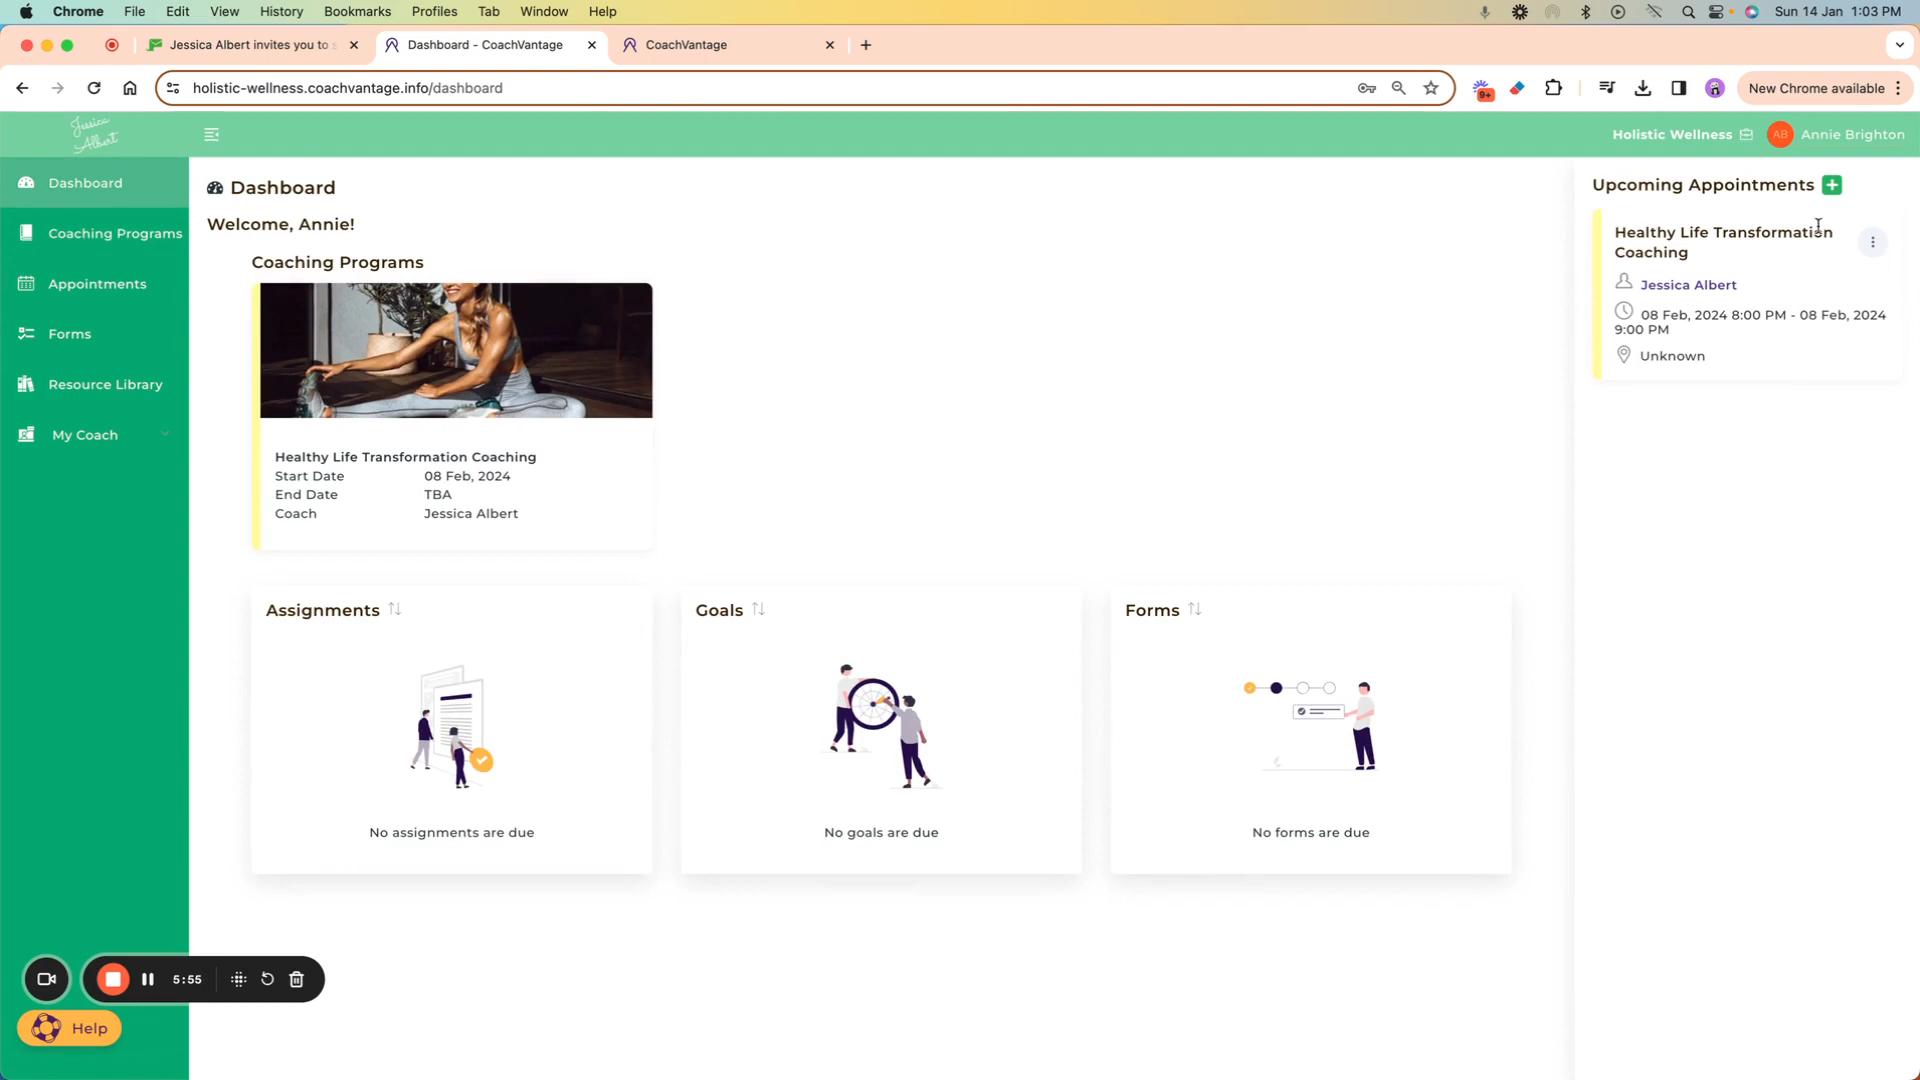 Chrome File Edit View History Bookmarks Profiles Tab Window Help Sun 14 Jan 1:03 PM
Jessica Albert invites you to s
Dashboard - CoachVantage
CoachVantage
holistic-wellness.coachvantage.info/dashboard
9+
New Chrome available
Jessica
Albert
Holistic Wellness
AB
Annie Brighton
Dashboard
Coaching Programs
Appointments
Forms
Resource Library
My Coach
Dashboard
Welcome, Annie!
Coaching Programs
Healthy Life Transformation Coaching
Start Date 08 Feb, 2024
End Date TBA
Coach Jessica Albert
Assignments
No assignments are due
Goals
No goals are due
Forms
No forms are due
Upcoming Appointments
Healthy Life Transformation
Coaching
Jessica Albert
08 Feb, 2024 8:00 PM - 08 Feb, 2024
9:00 PM
Unknown
5:55
Help